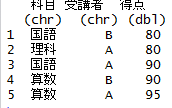 科目 受講者 得点
(chr) (chr) (dbl)
1 国語 B 80
2 理科 A 80
3 国語 A 90
4 算数 B 90
5 算数 A 95